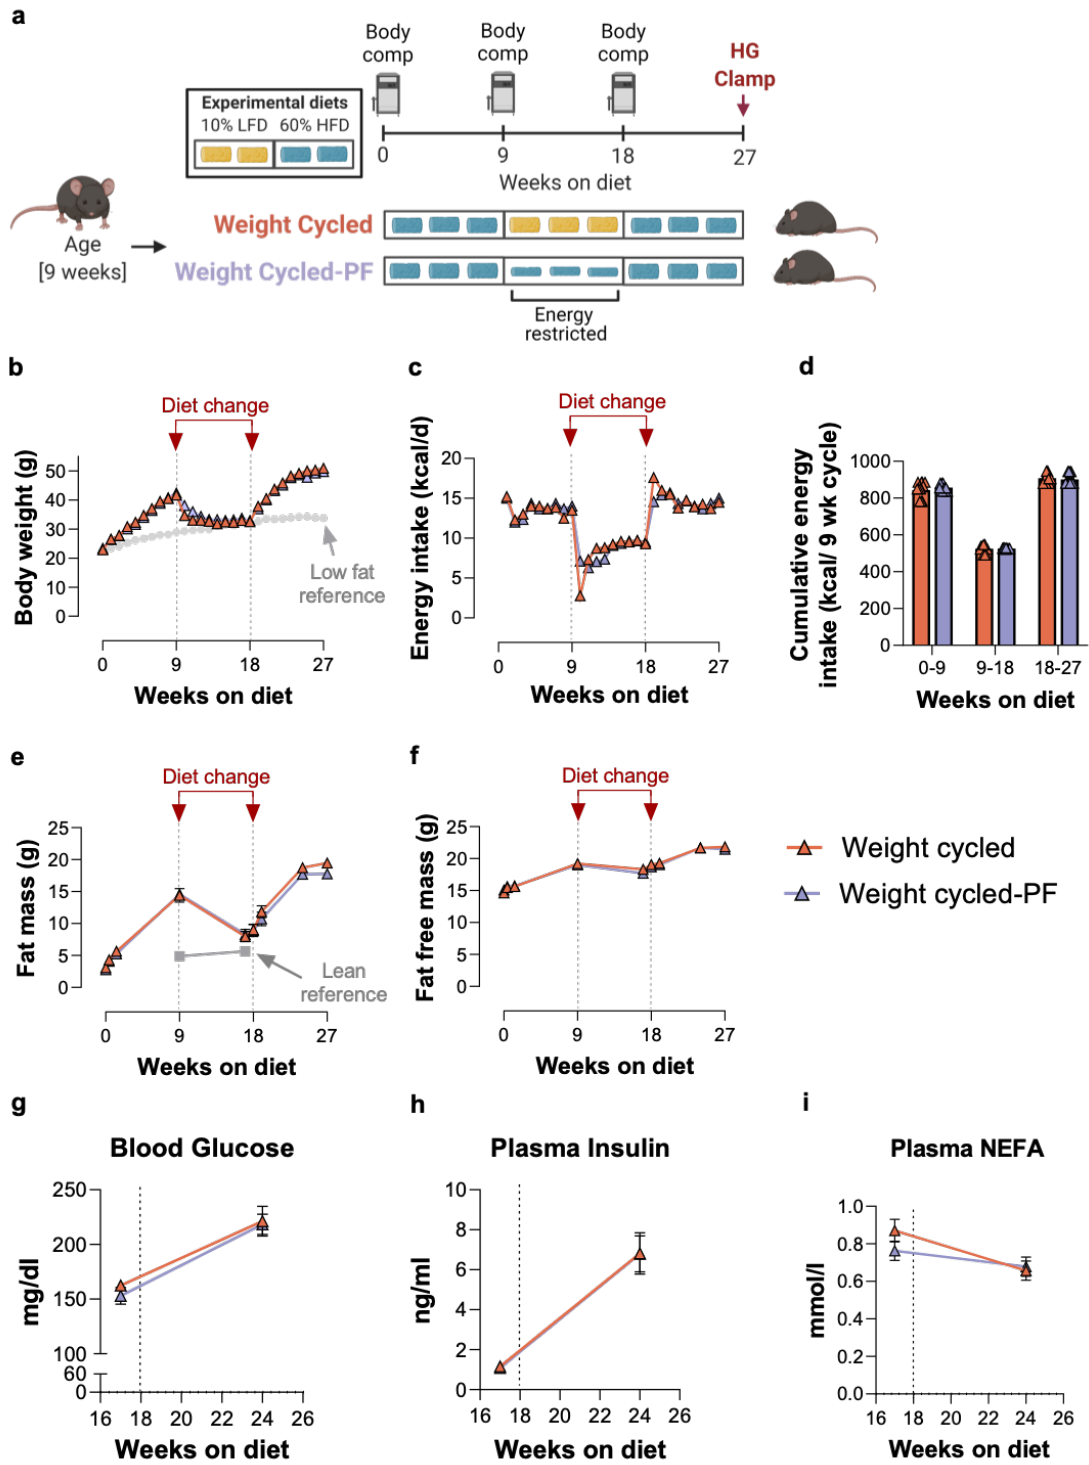 a
Body comp
Body comp
Body comp
HG Clamp
Experimental diets
10% LFD 60% HFD
0 9 18 27
Weeks on diet
Age [9 weeks]
Weight Cycled
Weight Cycled-PF
Energy restricted
b
Diet change
Body weight (g)
50
40
30
20
10
0
Low fat reference
0 9 18 27
Weeks on diet
c
Diet change
Energy intake (kcal/d)
20
15
10
5
0
0 9 18 27
Weeks on diet
d
Cumulative energy intake (kcal/ 9 wk cycle)
1000
800
600
400
200
0
0-9 9-18 18-27
Weeks on diet
e
Diet change
Fat mass (g)
25
20
15
10
5
0
Lean reference
0 9 18 27
Weeks on diet
f
Diet change
Fat free mass (g)
25
20
15
10
5
0
0 9 18 27
Weeks on diet
Weight cycled
Weight cycled-PF
g
Blood Glucose
mg/dl
250
200
150
100
60
0
16 18 20 22 24 26
Weeks on diet
h
Plasma Insulin
ng/ml
10
8
6
4
2
0
16 18 20 22 24 26
Weeks on diet
i
Plasma NEFA
mmol/l
1.0
0.8
0.6
0.4
0.2
0.0
16 18 20 22 24 26
Weeks on diet